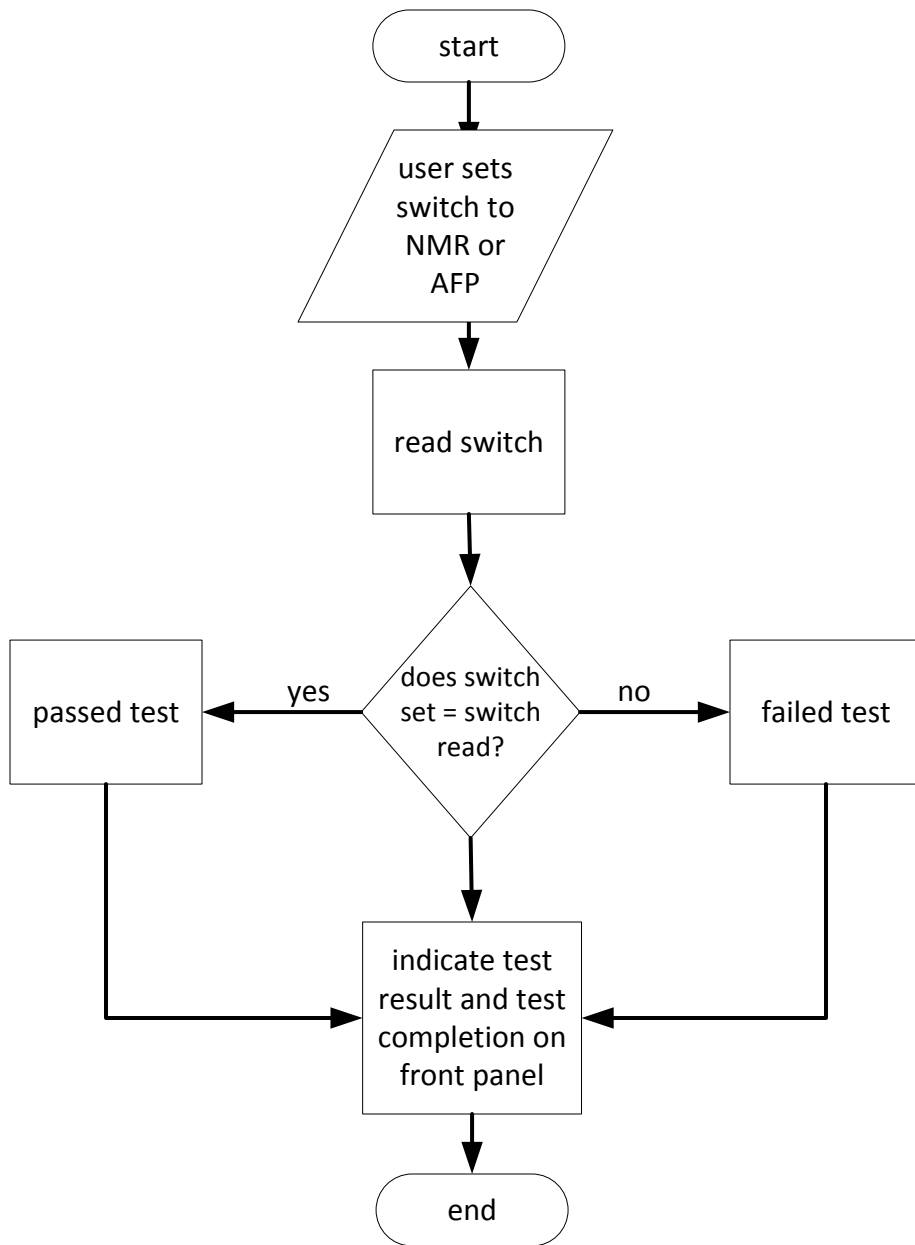 start
user sets
switch to
NMR or
AFP
read switch
does switch
set = switch
read?
yes
no
passed test
failed test
indicate test
result and test
completion on
front panel
end